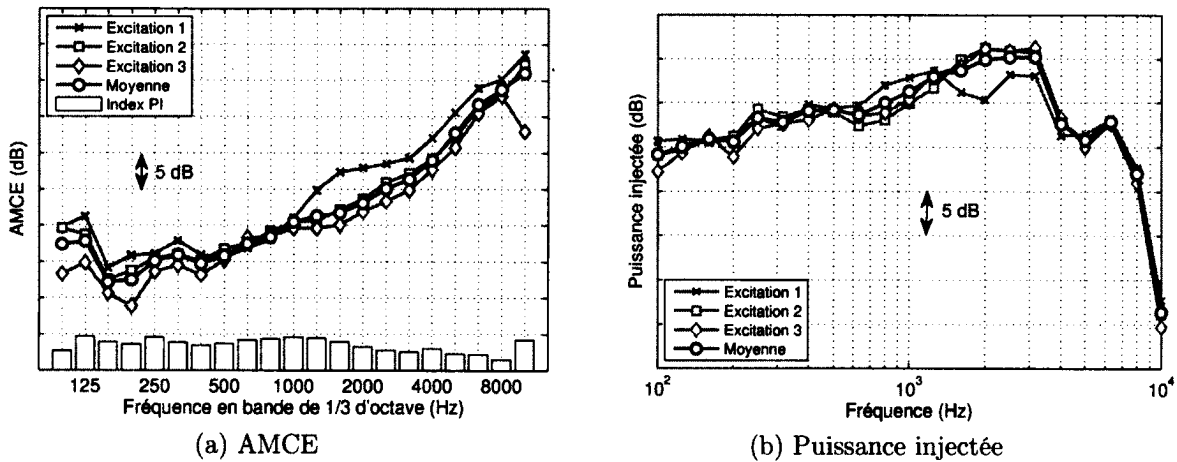 Excitation 1
Excitation 2
Excitation 3
Moyenne
Index PI
5 dB
AMCE (dB)
125 250 500 1000 2000 4000 8000
Fréquence en bande de 1/3 d'octave (Hz)
(a) AMCE
Puissance injectée (dB)
5 dB
Excitation 1
Excitation 2
Excitation 3
Moyenne
10² 10³ 10⁴
Fréquence (Hz)
(b) Puissance injectée